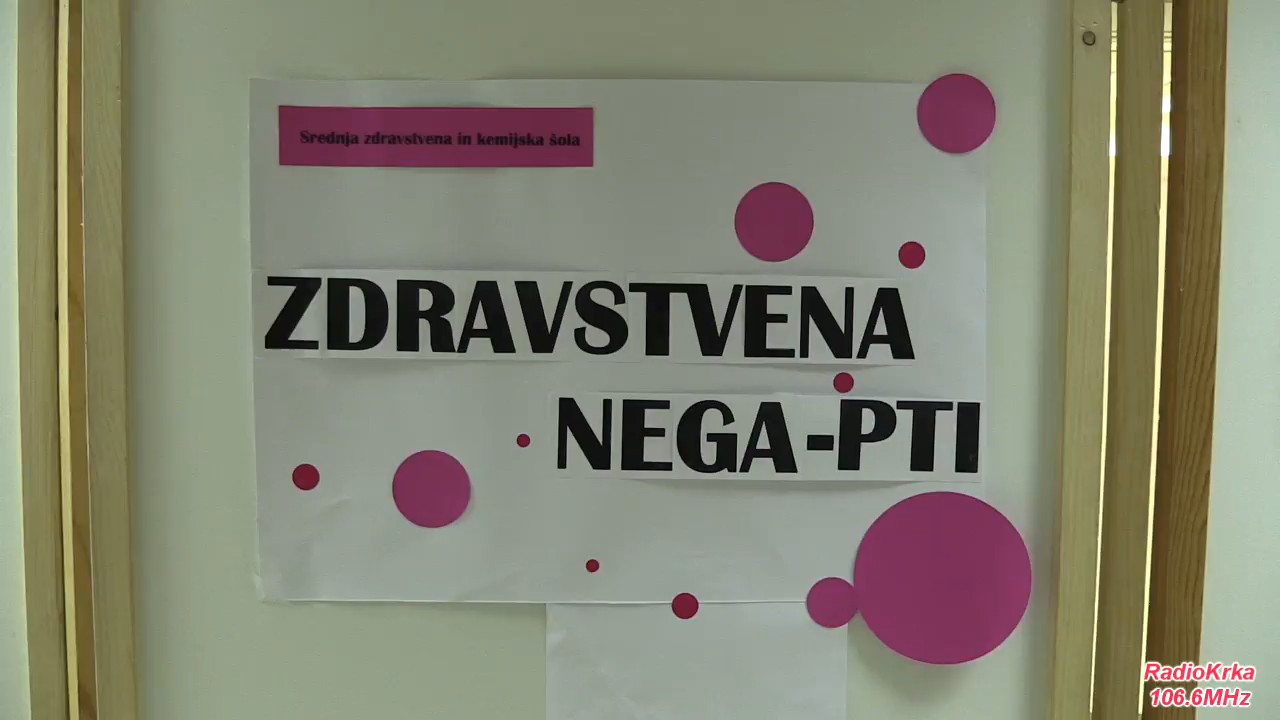 Srednja zdravstvena in kemijska šola
ZDRAVSTVENA
NEGA-PTI
RadioKrka
106.6MHz